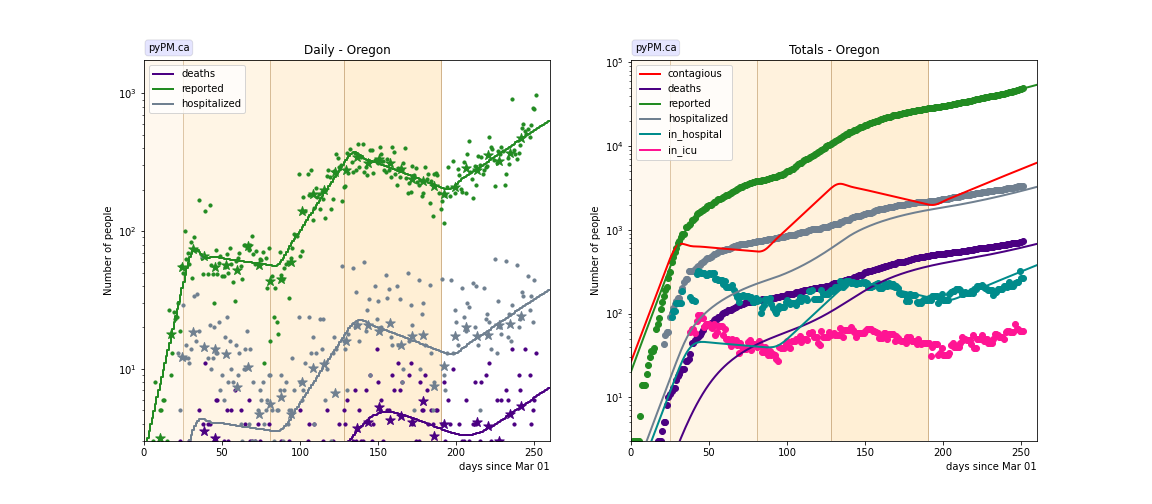 pyPM.ca
Daily - Oregon
deaths
reported
hospitalized
10³
10²
10¹
Number of people
0
50
100
150
200
250
days since Mar 01
pyPM.ca
Totals - Oregon
contagious
deaths
reported
hospitalized
in_hospital
in_icu
10⁵
10⁴
10³
10²
10¹
Number of people
0
50
100
150
200
250
days since Mar 01